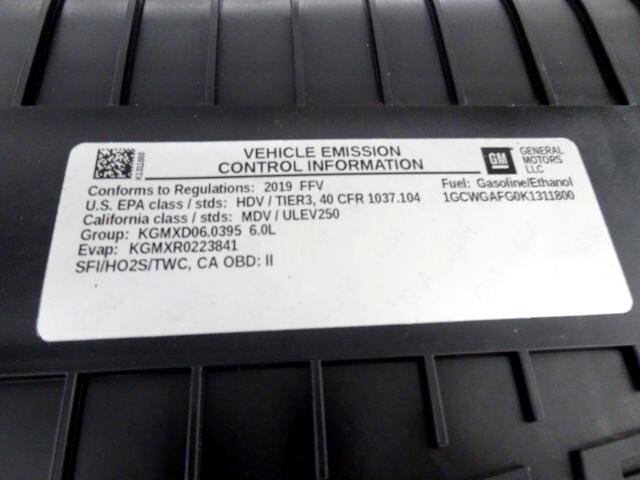 K1311800
VEHICLE EMISSION
CONTROL INFORMATION
GM
GENERAL
MOTORS
LLC
Conforms to Regulations: 2019 FFV
Fuel: Gasoline/Ethanol
U.S. EPA class / stds: HDV / TIER3, 40 CFR 1037.104
1GCWGAFG0K1311800
California class / stds: MDV / ULEV250
Group: KGMXD06.0395 6.0L
Evap: KGMXR0223841
SFI/HO2S/TWC, CA OBD: II